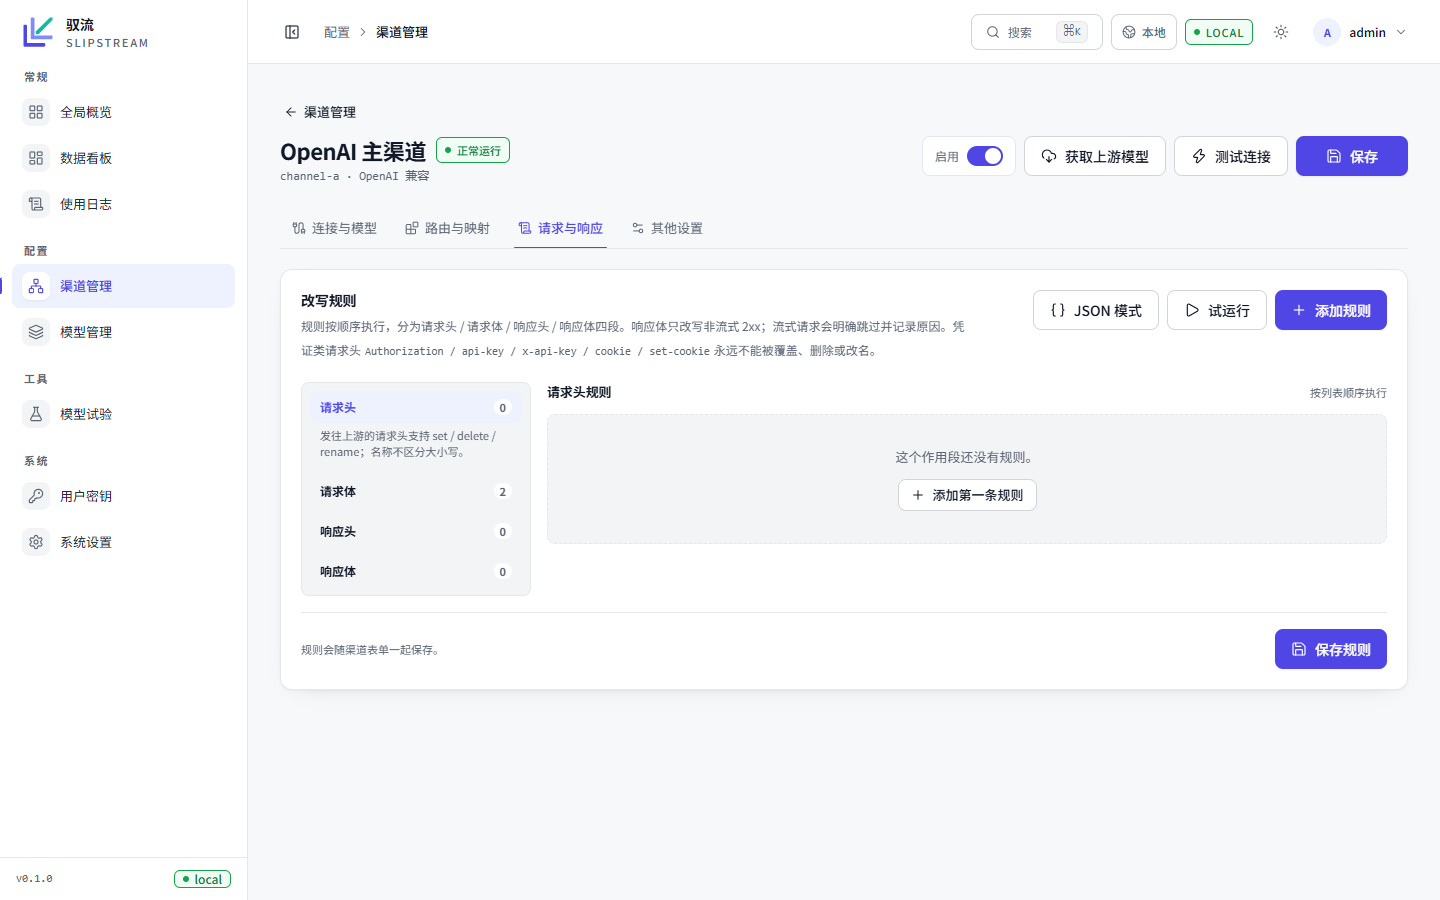 驭流
SLIPSTREAM
常规
全局概览
数据看板
使用日志
配置
渠道管理
模型管理
工具
模型试验
系统
用户密钥
系统设置
v0.1.0
local
配置 > 渠道管理
搜索 ⌘K
本地
LOCAL
A admin
← 渠道管理
OpenAI 主渠道 正常运行
channel-a · OpenAI 兼容
启用
获取上游模型
测试连接
保存
连接与模型
路由与映射
请求与响应
其他设置
改写规则
规则按顺序执行，分为请求头 / 请求体 / 响应头 / 响应体四段。响应体只改写非流式 2xx；流式请求会明确跳过并记录原因。凭
证类请求头 Authorization / api-key / x-api-key / cookie / set-cookie 永远不能被覆盖、删除或改名。
{ } JSON 模式
试运行
+ 添加规则
请求头 0
发往上游的请求头支持 set / delete /
rename；名称不区分大小写。
请求体 2
响应头 0
响应体 0
请求头规则
按列表顺序执行
这个作用段还没有规则。
+ 添加第一条规则
规则会随渠道表单一起保存。
保存规则